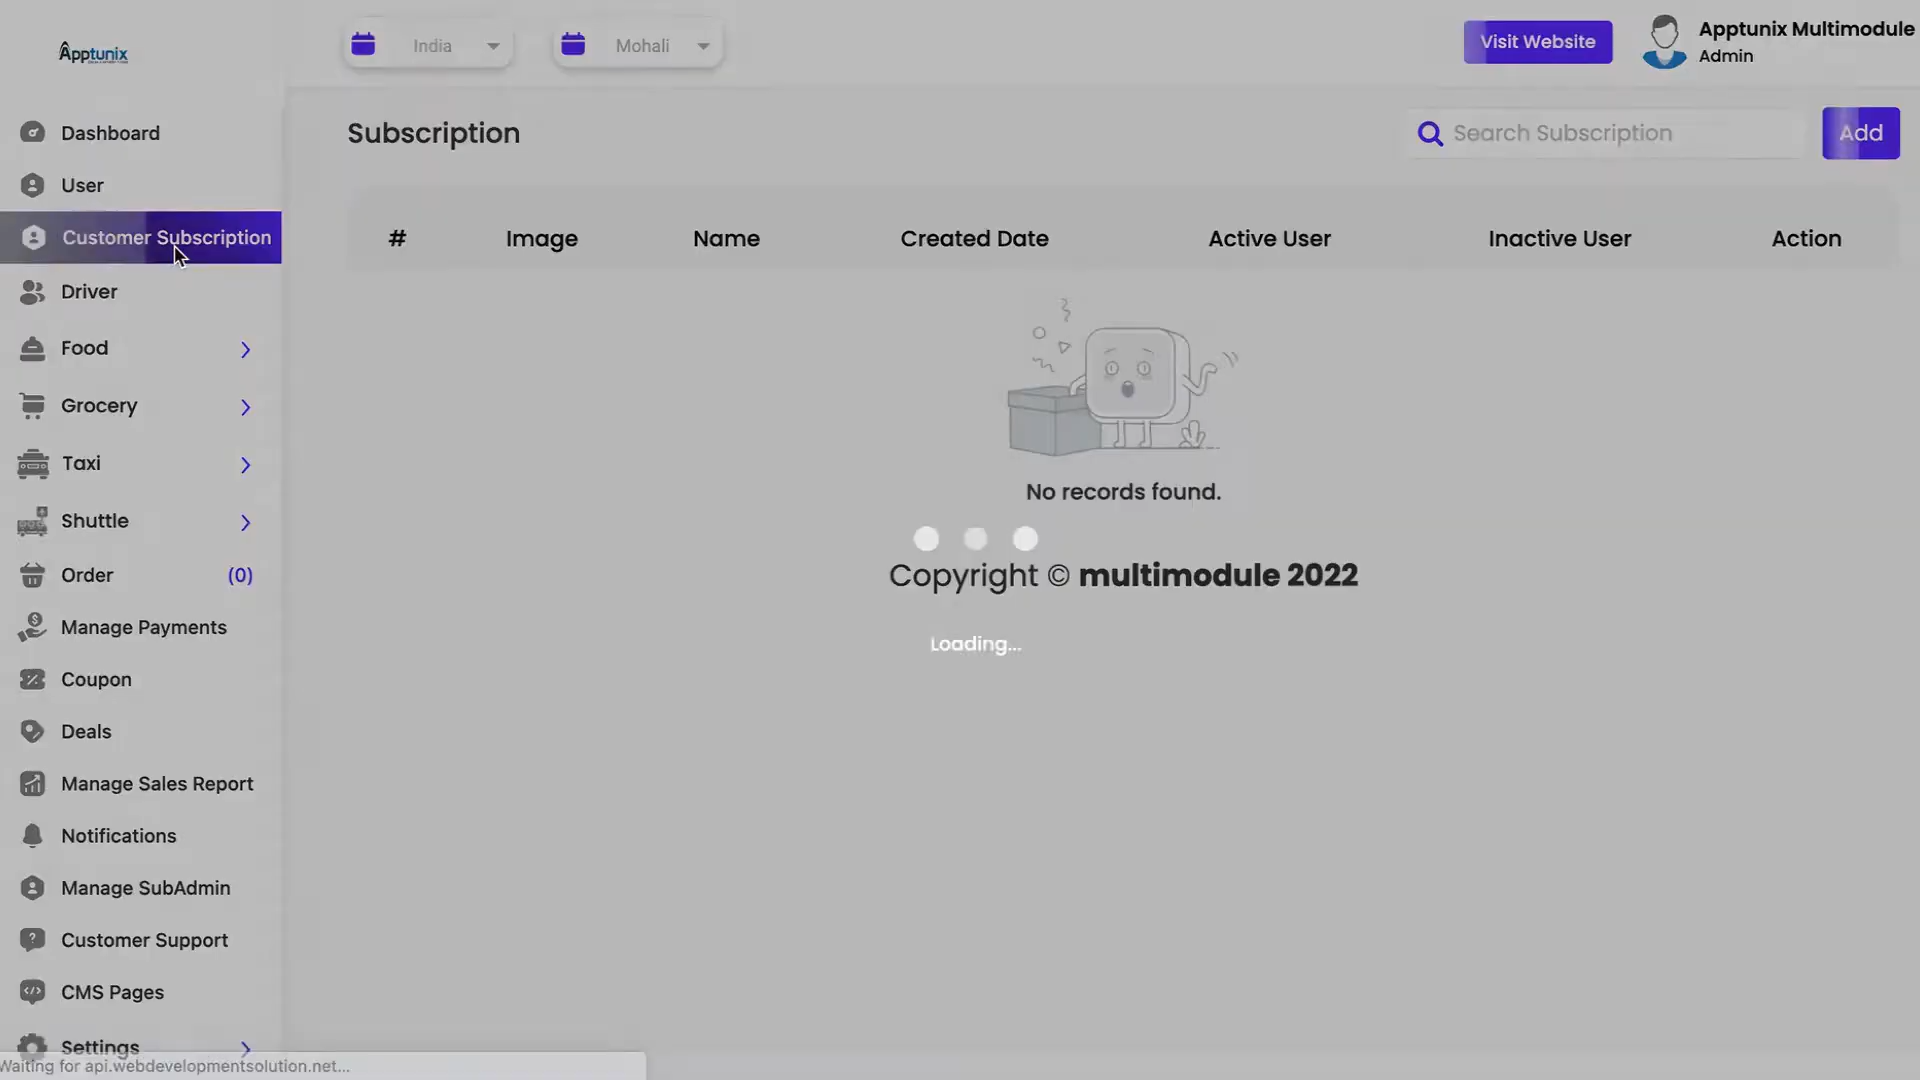 Apptunix
India
Mohali
Visit Website
Apptunix Multimodule
Admin
Dashboard
User
Customer Subscription
Driver
Food
Grocery
Taxi
Shuttle
Order (0)
Manage Payments
Coupon
Deals
Manage Sales Report
Notifications
Manage SubAdmin
Customer Support
CMS Pages
Settings
Subscription
Search Subscription
Add
# Image Name Created Date Active User Inactive User Action
No records found.
Copyright © multimodule 2022
Loading...
Waiting for api.webdevelopmentsolution.net...